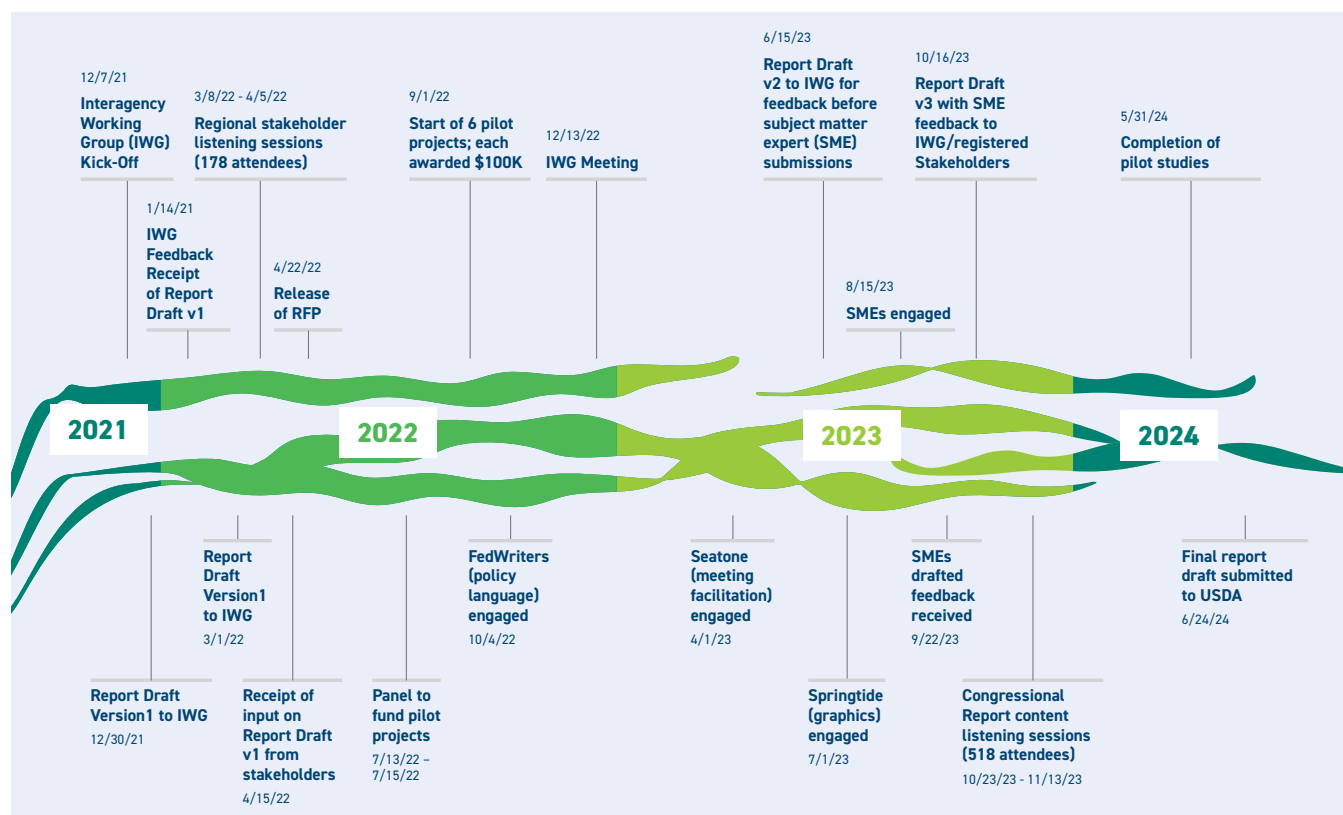 12/7/21
Interagency
Working
Group (IWG)
Kick-Off
1/14/21
IWG
Feedback
Receipt
of Report
Draft v1
3/8/22 - 4/5/22
Regional stakeholder
listening sessions
(178 attendees)
4/22/22
Release
of RFP
9/1/22
Start of 6 pilot
projects; each
awarded $100K
12/13/22
IWG Meeting
6/15/23
Report Draft
v2 to IWG for
feedback before
subject matter
expert (SME)
submissions
8/15/23
SMEs engaged
10/16/23
Report Draft
v3 with SME
feedback to
IWG/registered
Stakeholders
5/31/24
Completion of
pilot studies
2021
2022
2023
2024
Report Draft
Version1 to IWG
12/30/21
Report
Draft
Version1
to IWG
3/1/22
Receipt of
input on
Report Draft
v1 from
stakeholders
4/15/22
Panel to
fund pilot
projects
7/13/22 –
7/15/22
FedWriters
(policy
language)
engaged
10/4/22
Seatone
(meeting
facilitation)
engaged
4/1/23
Springtide
(graphics)
engaged
7/1/23
SMEs
drafted
feedback
received
9/22/23
Congressional
Report content
listening sessions
(518 attendees)
10/23/23 - 11/13/23
Final report
draft submitted
to USDA
6/24/24